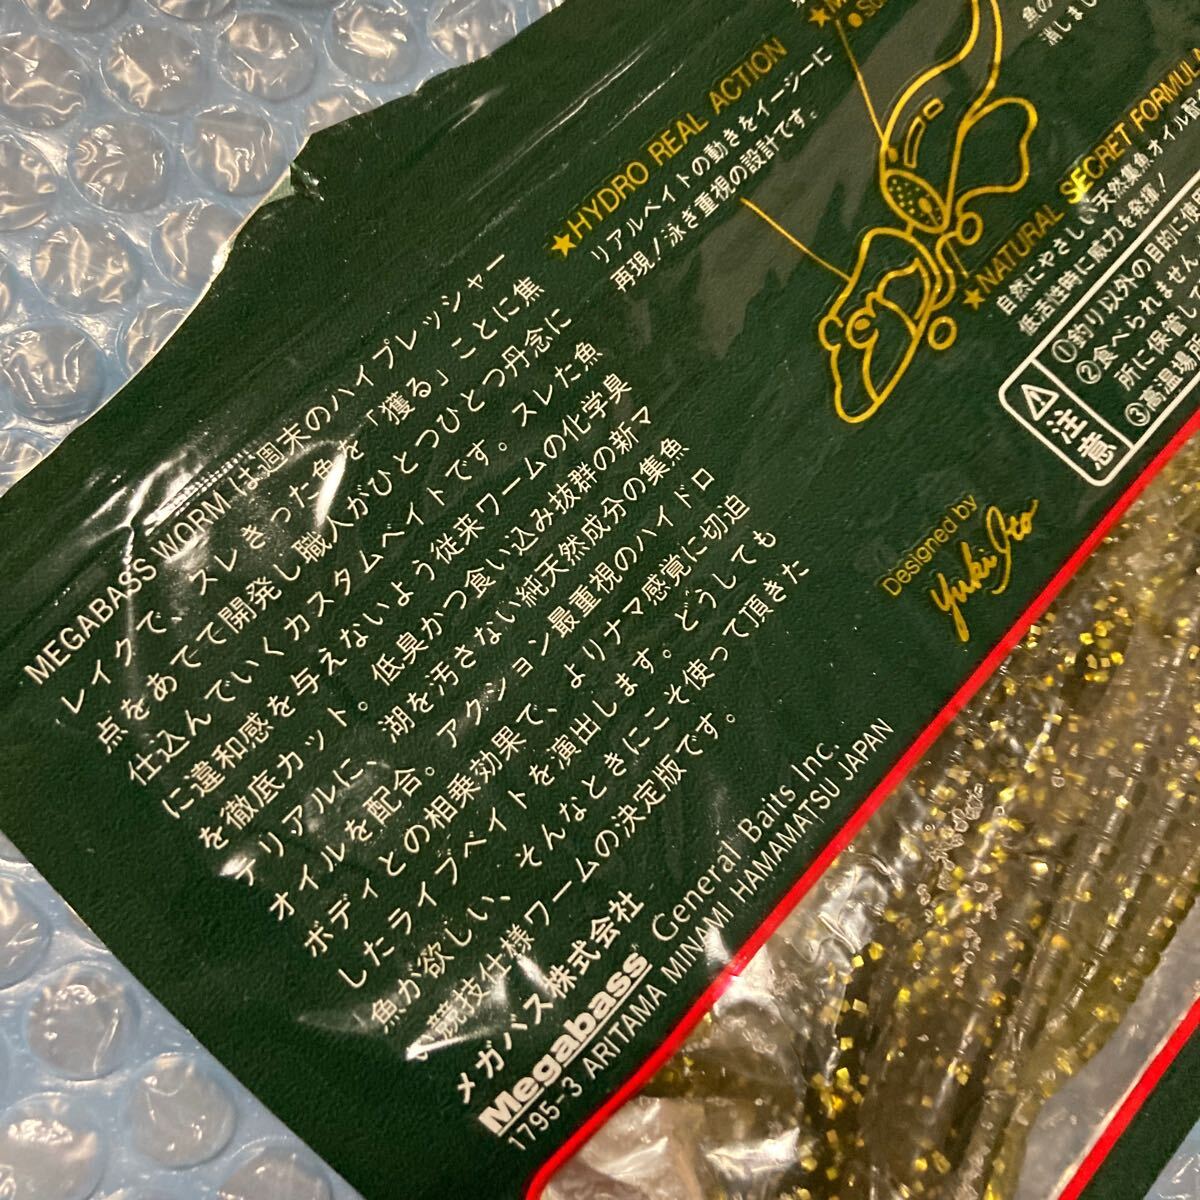 ★HYDRO REAL ACTION
リアルベイトの動きをイージーに
再現!泳ぎ重視の設計です。
★NATURAL SECRET FORMULA
自然にやさしい天然集魚オイル配
低活性時に威力を発揮!
注意
①釣り以外の目的に使用
②食べられません
所に保管して
③高温場所
MEGABASS WORMは週末のハイプレッシャー
レイクで、スレきった魚を「獲る」ことに焦
点をあてて開発し職人がひとつひとつ丹念に
仕込んでいくカスタムベイトです。スレた魚
に違和感を与えないよう従来ワームの化学臭
を徹底カット。低臭かつ食い込み抜群の新マ
テリアルに、湖を汚さない純天然成分の集魚
オイルを配合。アクション最重視のハイドロ
ボディとの相乗効果で、よりナマ感覚に切迫
したライブベイトを演出します。どうしても
魚が欲しい、そんなときにこそ使って頂きた
い競技仕様ワームの決定版です。
メガバス株式会社
Megabass General Baits Inc.
1795-3 ARITAMA MINAMI HAMAMATSU JAPAN
Designed by
Yuki Ito